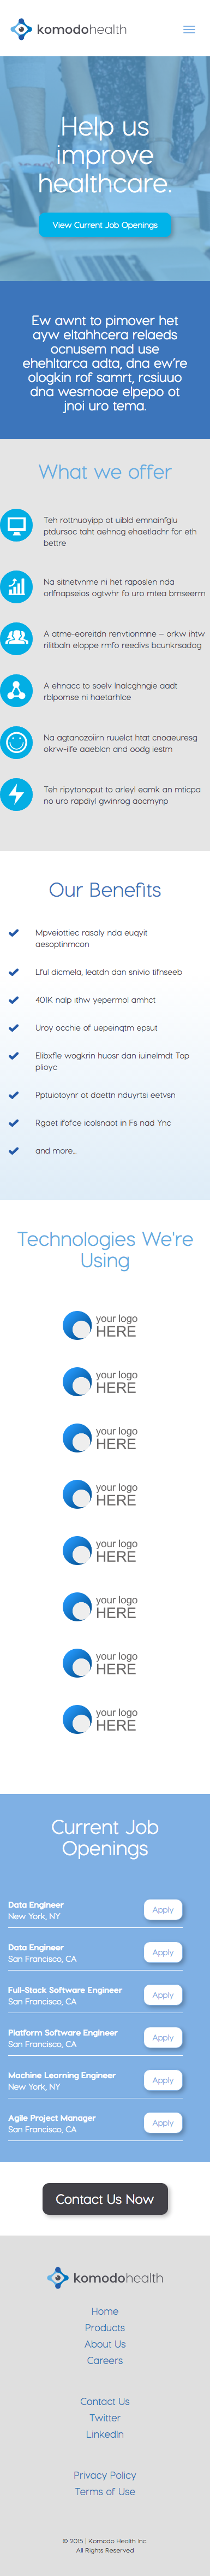 komodohealth
Help us
improve
healthcare.
View Current Job Openings
Ew awnt to pimover het
ayw eltahhcera relaeds
ocnusem nad use
ehehltarca adta, dna ew're
ologkin rof samrt, rcsiuuo
dna wesmoae elpepo ot
jnoi uro tema.
What we offer
Teh rottnuoyipp ot uibld emnainfglu
ptdursoc taht aehncg ehaetlachr for eth
bettre
Na sitnetvnrme ni het raposlen nda
orlfnapseios ogtwhr fo uro mtea bmseerm
A atme-eoreitdn renvtionmne – orkw ihtw
nlitbaln eloppe rmfo reedivs bcunkrsadog
A ehnacc to soelv lnalcghngie aadt
rblpomse ni haetarhlce
Na agtanozoiirn ruuelct htat cnoaeuresg
okrw-iife aaeblcn and oodg iestrn
Teh ripytonoput to arleyl eamk an mticpa
no uro rapdiyl gwinrog aocmynp
Our Benefits
Mpveiottiec rasaly nda euqyit
aesoptinmcon
Lful dicmela, leatdn dan snivio tifnseeb
401K nalp ithw yepermol amhct
Uroy occhie of uepeinqtm epsut
Elibxfle wogkrin huosr dan iuinelmdt Top
plioyc
Pptuiotoynr ot daettn nduyrtsi eetvsn
Rgaet ifofce icolsnaot in Fs nad Ync
and more...
Technologies We're
Using
your logo
HERE
your logo
HERE
your logo
HERE
your logo
HERE
your logo
HERE
your logo
HERE
your logo
HERE
your logo
HERE
Current Job
Openings
Data Engineer
New York, NY
Apply
Data Engineer
San Francisco, CA
Apply
Full-Stack Software Engineer
San Francisco, CA
Apply
Platform Software Engineer
San Francisco, CA
Apply
Machine Learning Engineer
New York, NY
Apply
Agile Project Manager
San Francisco, CA
Apply
Contact Us Now
komodohealth
Home
Products
About Us
Careers
Contact Us
Twitter
LinkedIn
Privacy Policy
Terms of Use
© 2015 | Komodo Health Inc.
All Rights Reserved